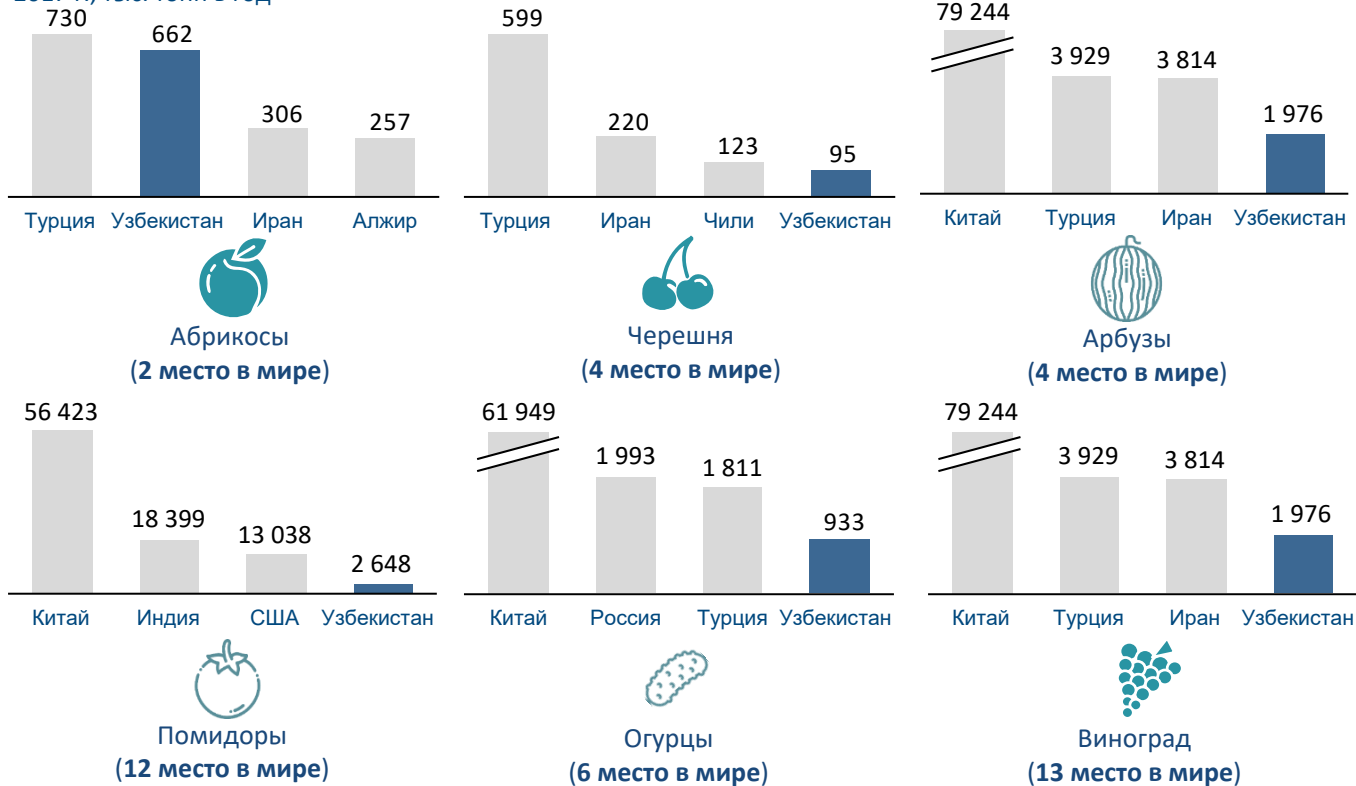 730 662 306 257
Турция Узбекистан Иран Алжир
Абрикосы
(2 место в мире)
599 220 123 95
Турция Иран Чили Узбекистан
Черешня
(4 место в мире)
79 244 3 929 3 814 1 976
Китай Турция Иран Узбекистан
Арбузы
(4 место в мире)
56 423 18 399 13 038 2 648
Китай Индия США Узбекистан
Помидоры
(12 место в мире)
61 949 1 993 1 811 933
Китай Россия Турция Узбекистан
Огурцы
(6 место в мире)
79 244 3 929 3 814 1 976
Китай Турция Иран Узбекистан
Виноград
(13 место в мире)